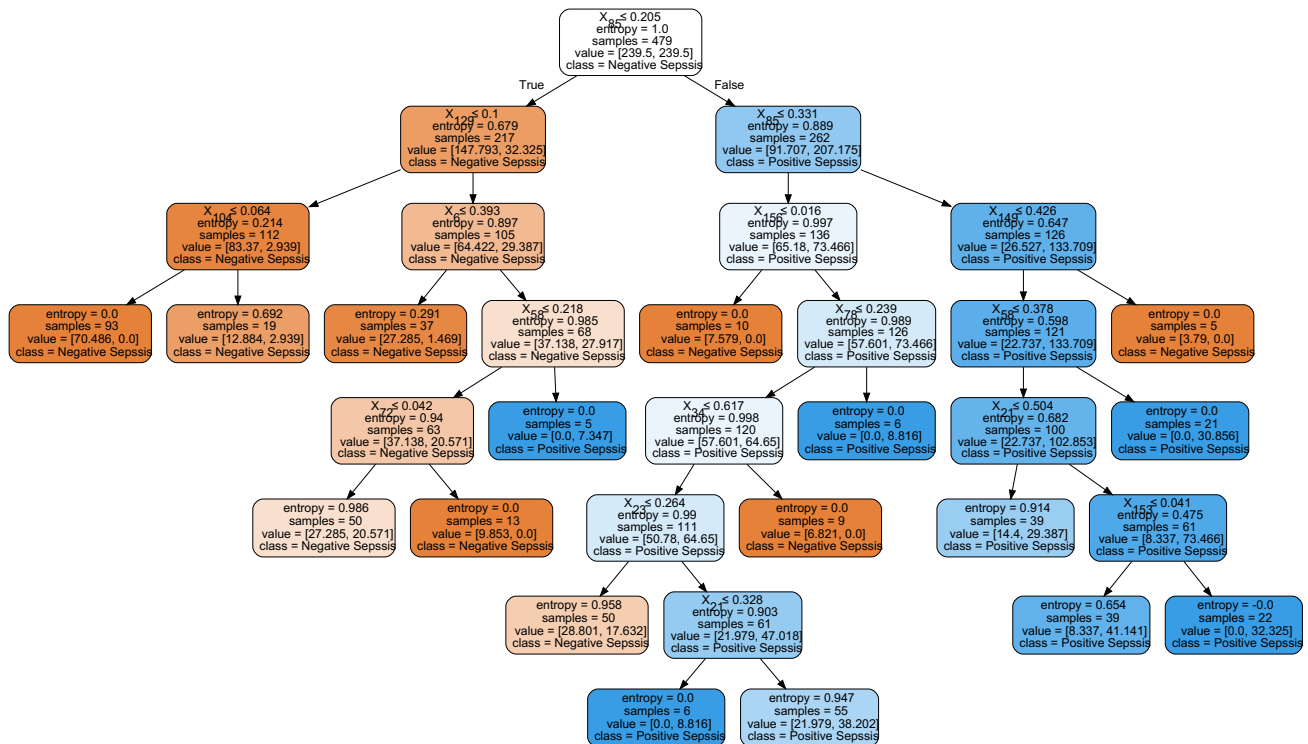 X85 ≤ 0.205
entropy = 1.0
samples = 479
value = [239.5, 239.5]
class = Negative Sepssis
True
False
X129 ≤ 0.1
entropy = 0.679
samples = 217
value = [147.793, 32.325]
class = Negative Sepssis
X85 ≤ 0.331
entropy = 0.889
samples = 262
value = [91.707, 207.175]
class = Positive Sepssis
X104 ≤ 0.064
entropy = 0.214
samples = 112
value = [83.37, 2.939]
class = Negative Sepssis
X6 ≤ 0.393
entropy = 0.897
samples = 105
value = [64.422, 29.387]
class = Negative Sepssis
X156 ≤ 0.016
entropy = 0.997
samples = 136
value = [65.18, 73.466]
class = Positive Sepssis
X149 ≤ 0.426
entropy = 0.647
samples = 126
value = [26.527, 133.709]
class = Positive Sepssis
entropy = 0.0
samples = 93
value = [70.486, 0.0]
class = Negative Sepssis
entropy = 0.692
samples = 19
value = [12.884, 2.939]
class = Negative Sepssis
entropy = 0.291
samples = 37
value = [27.285, 1.469]
class = Negative Sepssis
X58 ≤ 0.218
entropy = 0.985
samples = 68
value = [37.138, 27.917]
class = Negative Sepssis
entropy = 0.0
samples = 10
value = [7.579, 0.0]
class = Negative Sepssis
X78 ≤ 0.239
entropy = 0.989
samples = 126
value = [57.601, 73.466]
class = Positive Sepssis
X58 ≤ 0.378
entropy = 0.598
samples = 121
value = [22.737, 133.709]
class = Positive Sepssis
entropy = 0.0
samples = 5
value = [3.79, 0.0]
class = Negative Sepssis
X72 ≤ 0.042
entropy = 0.94
samples = 63
value = [37.138, 20.571]
class = Negative Sepssis
entropy = 0.0
samples = 5
value = [0.0, 7.347]
class = Positive Sepssis
X34 ≤ 0.617
entropy = 0.998
samples = 120
value = [57.601, 64.65]
class = Positive Sepssis
entropy = 0.0
samples = 6
value = [0.0, 8.816]
class = Positive Sepssis
X21 ≤ 0.504
entropy = 0.682
samples = 100
value = [22.737, 102.853]
class = Positive Sepssis
entropy = 0.0
samples = 21
value = [0.0, 30.856]
class = Positive Sepssis
entropy = 0.986
samples = 50
value = [27.285, 20.571]
class = Negative Sepssis
entropy = 0.0
samples = 13
value = [9.853, 0.0]
class = Negative Sepssis
X23 ≤ 0.264
entropy = 0.99
samples = 111
value = [50.78, 64.65]
class = Positive Sepssis
entropy = 0.0
samples = 9
value = [6.821, 0.0]
class = Negative Sepssis
entropy = 0.914
samples = 39
value = [14.4, 29.387]
class = Positive Sepssis
X153 ≤ 0.041
entropy = 0.475
samples = 61
value = [8.337, 73.466]
class = Positive Sepssis
entropy = 0.958
samples = 50
value = [28.801, 17.632]
class = Negative Sepssis
X21 ≤ 0.328
entropy = 0.903
samples = 61
value = [21.979, 47.018]
class = Positive Sepssis
entropy = 0.654
samples = 39
value = [8.337, 41.141]
class = Positive Sepssis
entropy = -0.0
samples = 22
value = [0.0, 32.325]
class = Positive Sepssis
entropy = 0.0
samples = 6
value = [0.0, 8.816]
class = Positive Sepssis
entropy = 0.947
samples = 55
value = [21.979, 38.202]
class = Positive Sepssis